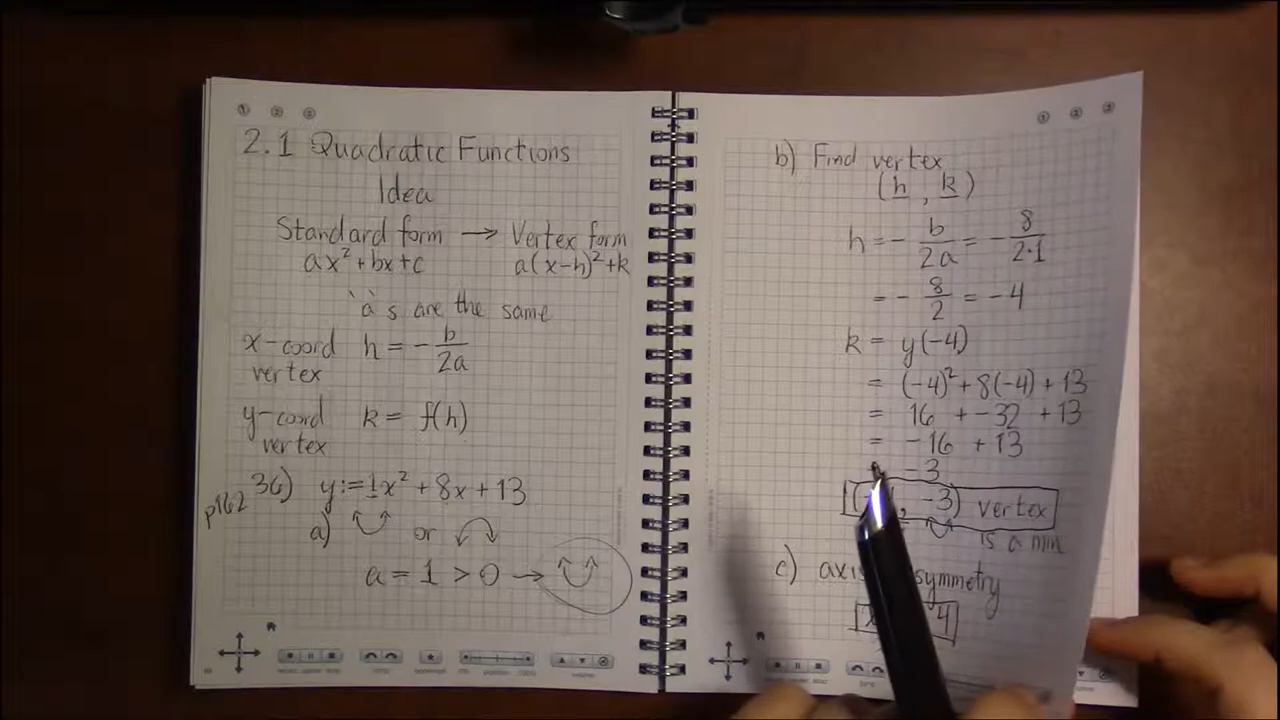 2.1 Quadratic Functions
Idea
Standard form → Vertex form
ax²+bx+c a(x-h)²+k
`a`s are the same
x-coord vertex h = -b/2a
y-coord vertex k = f(h)
p162 36) y:=1x²+8x+13
a) or
a = 1 > 0 →
b) Find vertex
(h, k)
h = -b/2a = -8/2·1
= -8/2 = -4
k = y(-4)
= (-4)²+8(-4)+13
= 16 +-32 +13
= -16 +13
-3
, -3) vertex
is a min
c) symmetry
4